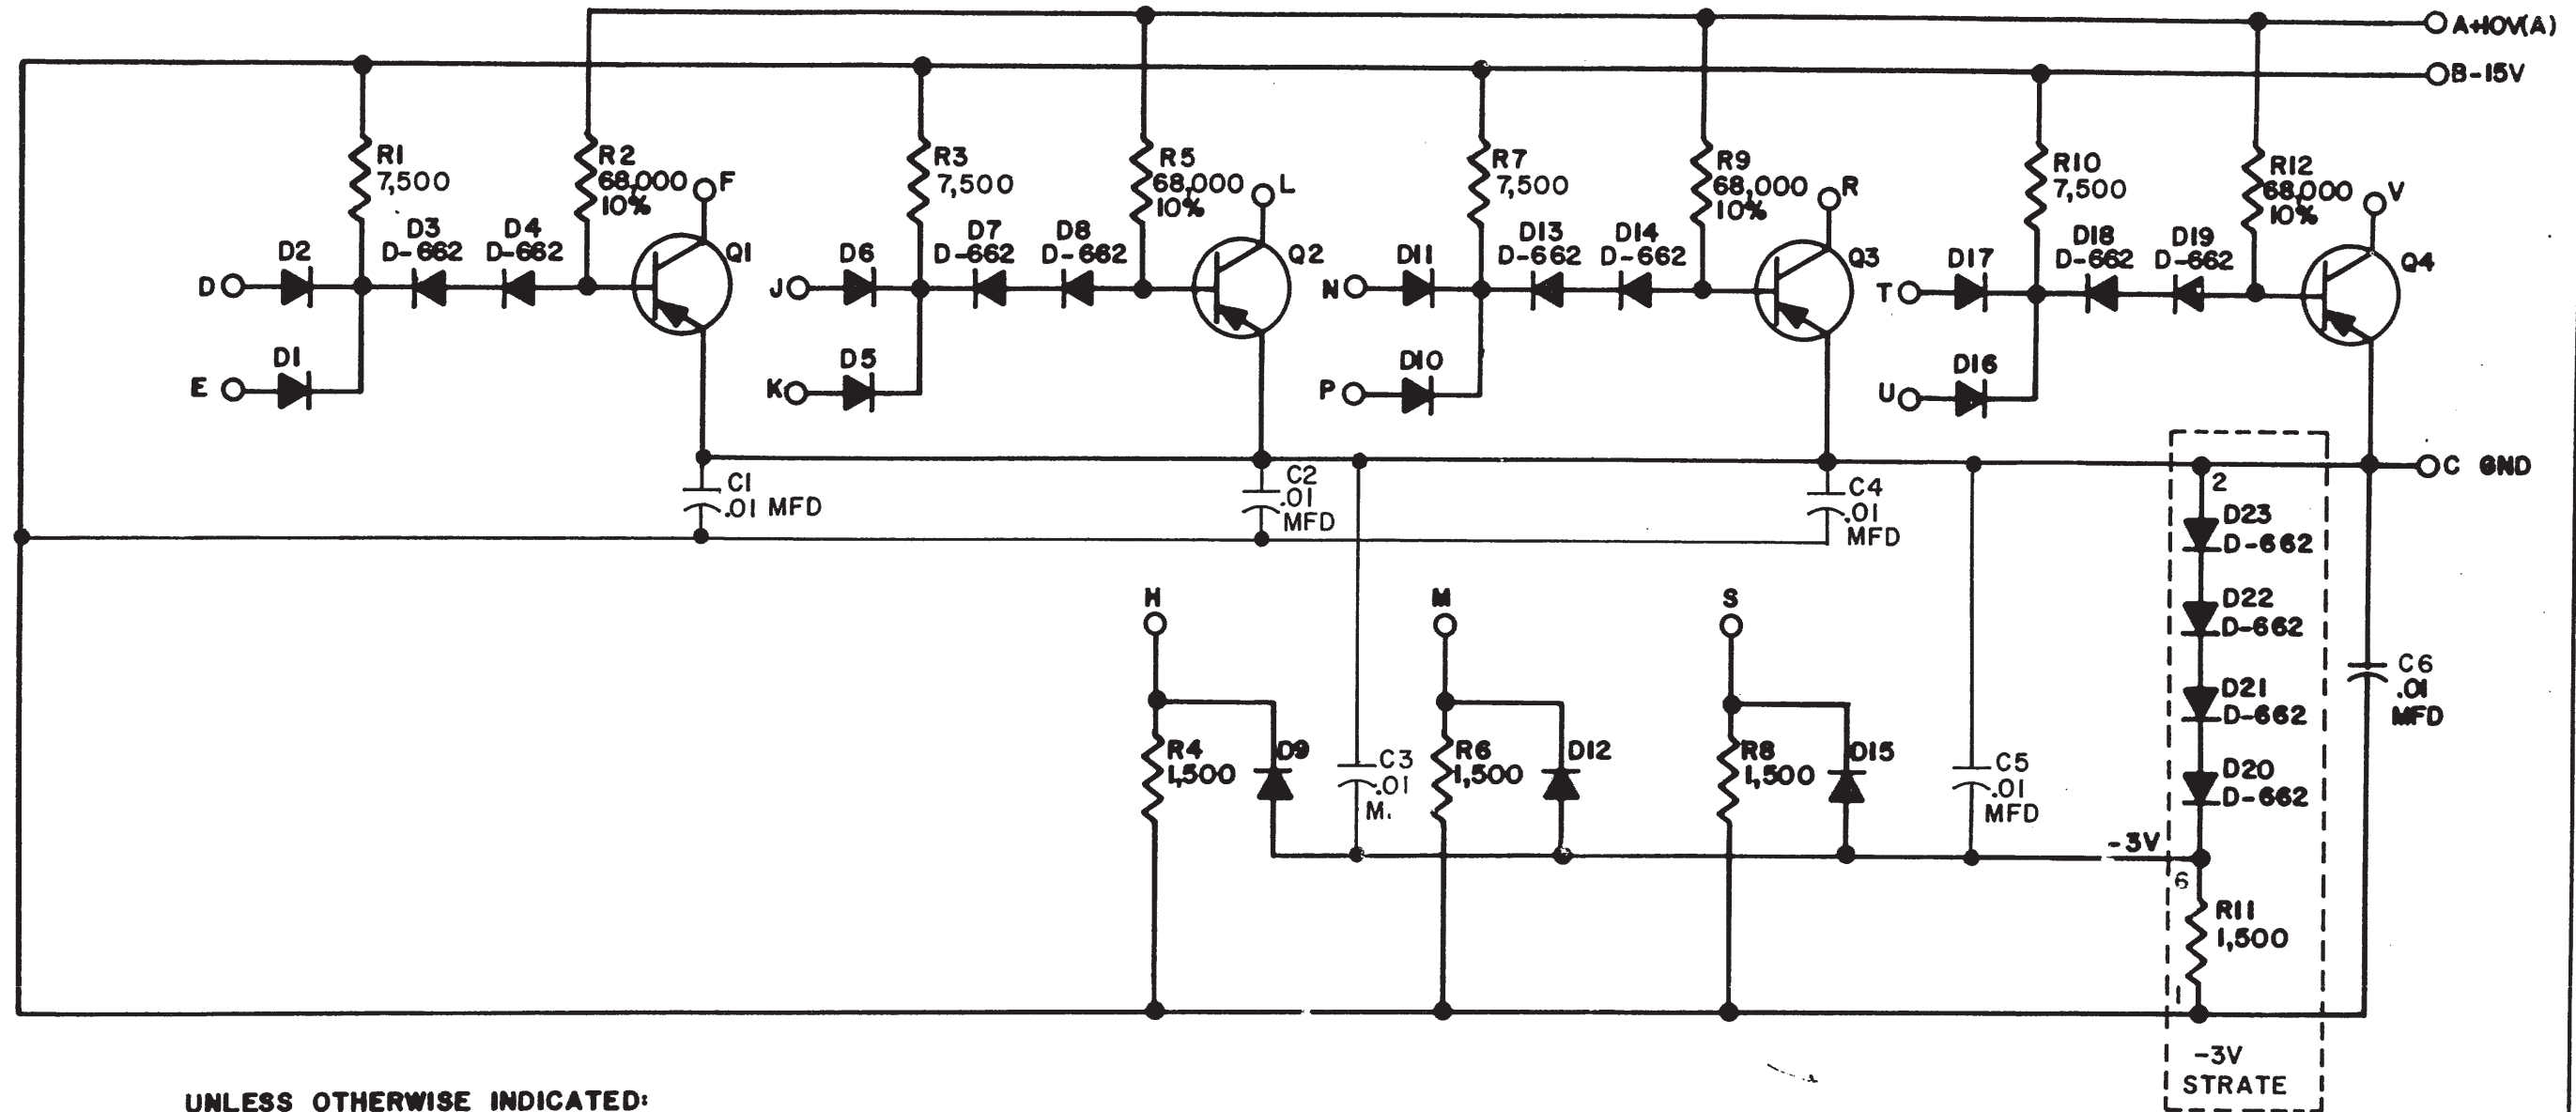 A+10V(A)
B-15V
R1
7,500
R2
68,000
10%
F
R3
7,500
R5
68,000
10%
L
R7
7,500
R9
68,000
10%
R
R10
7,500
R12
68,000
10%
V
D
D2
D3
D-662
D4
D-662
Q1
J
D6
D7
D-662
D8
D-662
Q2
N
D11
D13
D-662
D14
D-662
Q3
T
D17
D18
D-662
D19
D-662
Q4
E
D1
K
D5
P
D10
U
D16
C GND
C1
.01 MFD
C2
.01
MFD
C4
.01
MFD
2
D23
D-662
D22
D-662
D21
D-662
D20
D-662
C6
.01
MFD
H
M
S
R4
1,500
D9
C3
.01
M.
R6
1,500
D12
R8
1,500
D15
C5
.01
MFD
-3V
6
R11
1,500
1
-3V
STRATE
UNLESS OTHERWISE INDICATED: